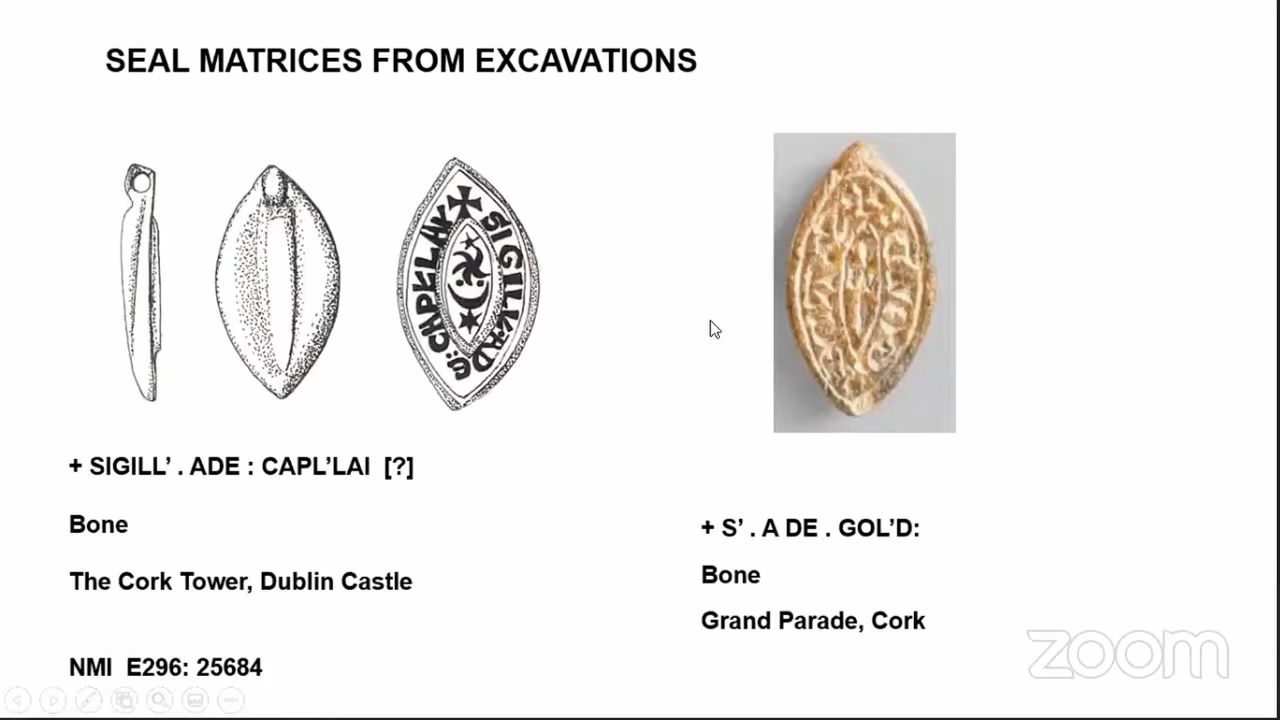 SEAL MATRICES FROM EXCAVATIONS
+ SIGILL’ . ADE : CAPL’LAI [?]
Bone
The Cork Tower, Dublin Castle
NMI E296: 25684
+ S’ . A DE . GOL’D:
Bone
Grand Parade, Cork
zoom